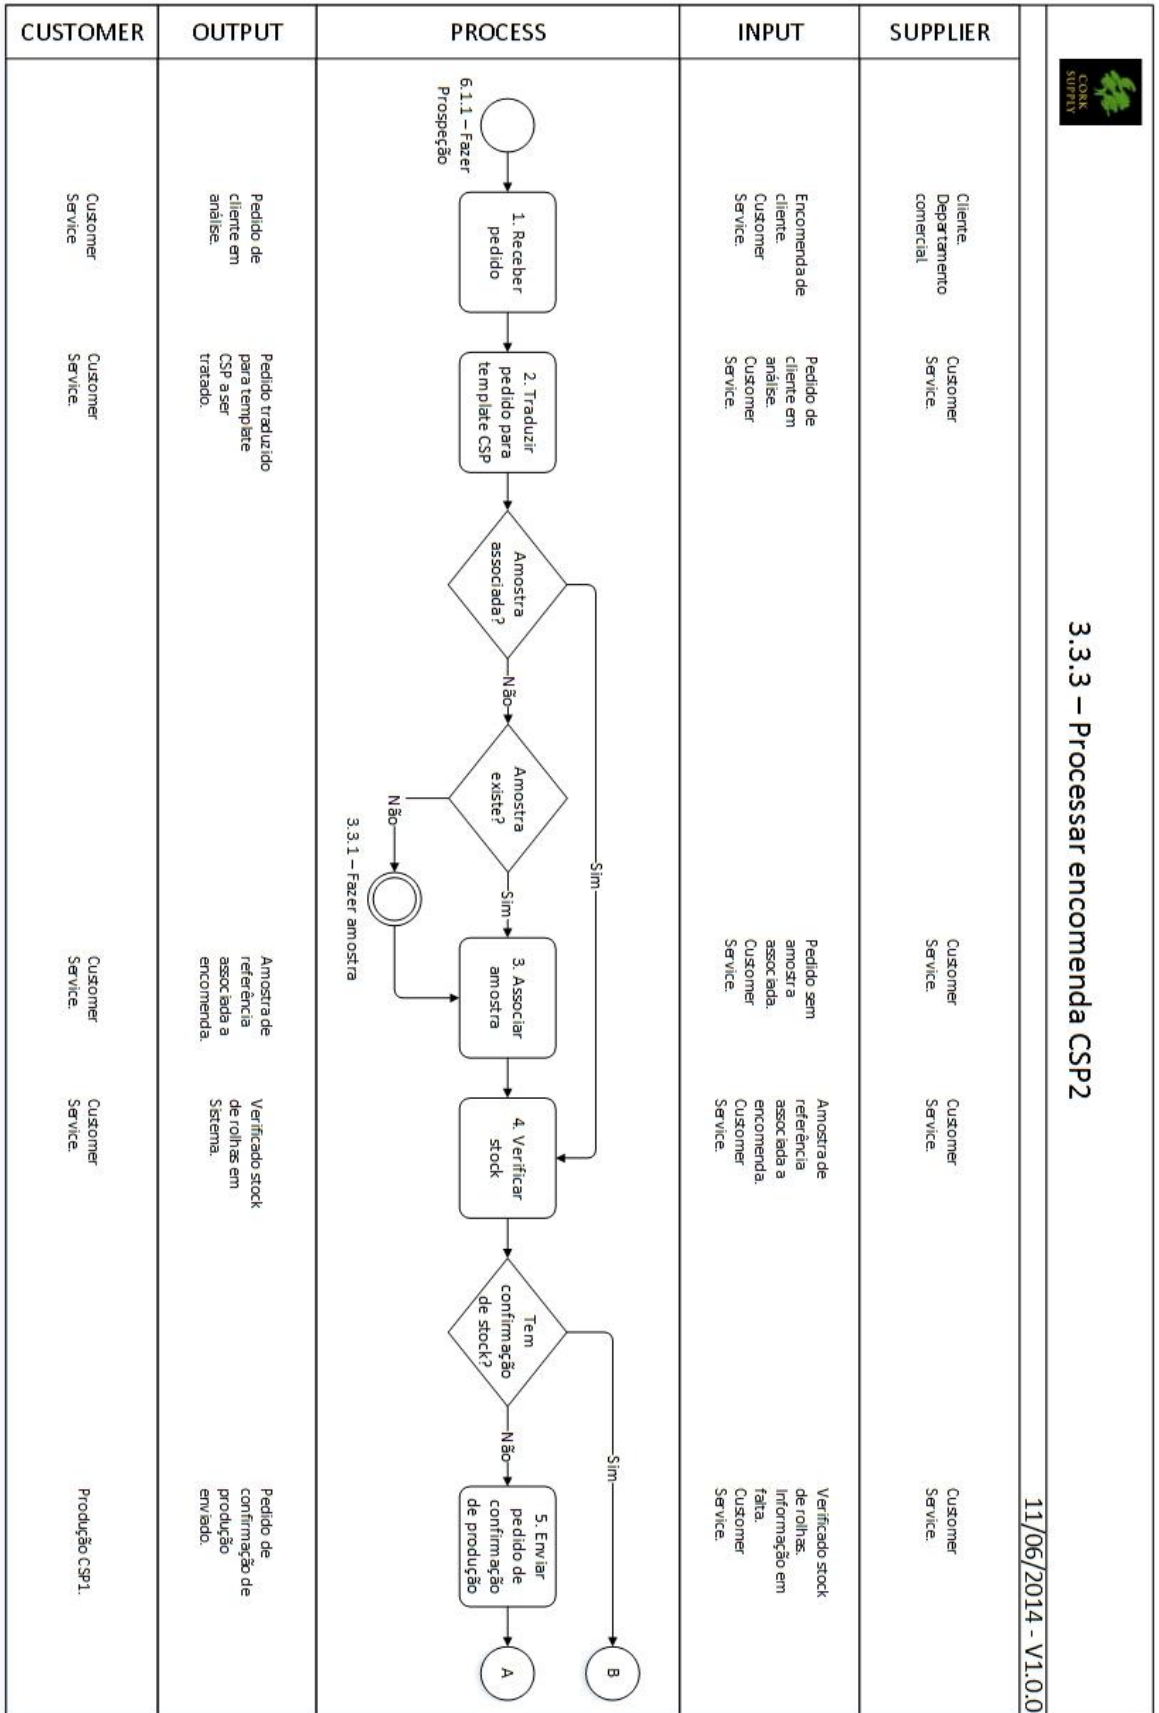 CORK
SUPPLY
3.3.3 – Processar encomenda CSP2
11/06/2014 - V1.0.0
SUPPLIER
Cliente.
Departamento
comercial.
Customer
Service.
Customer
Service.
Customer
Service.
Customer
Service.
INPUT
Encomenda de
cliente.
Customer
Service.
Pedido de
cliente em
análise.
Customer
Service.
Pedido sem
amostra
associada.
Customer
Service.
Amostra de
referência
associada a
encomenda.
Customer
Service.
Verificado stock
de rolhas.
Informação em
falta.
Customer
Service.
PROCESS
6.1.1 – Fazer
Prospeção
1. Receber
pedido
2. Traduzir
pedido para
template CSP
Amostra
associada?
Sim
Não
Amostra
existe?
Sim
Não
3.3.1 – Fazer amostra
3. Associar
amostra
4. Verificar
stock
Tem
confirmação
de stock?
Sim
Não
5. Enviar
pedido de
confirmação
de produção
B
A
OUTPUT
Pedido de
cliente em
análise.
Pedido traduzido
para template
CSP a ser
tratado.
Amostra de
referência
associada a
encomenda.
Verificado stock
de rolhas em
Sistema.
Pedido de
confirmação de
produção
enviado.
CUSTOMER
Customer
Service
Customer
Service.
Customer
Service.
Customer
Service.
Produção CSP1.